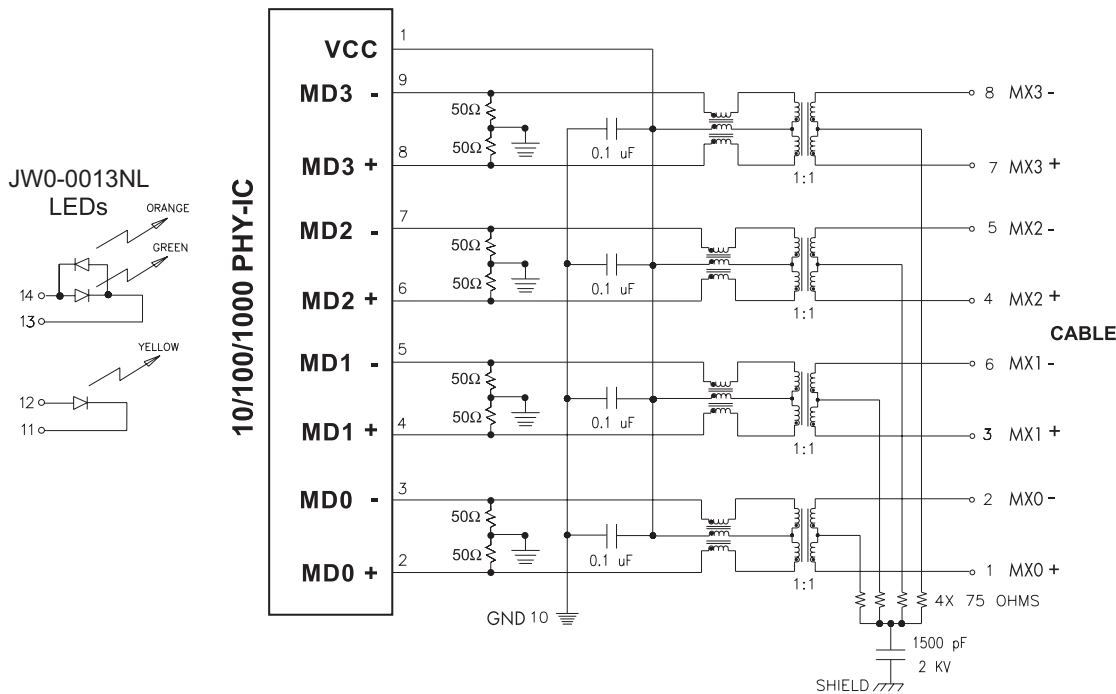 JW0-0013NL
LEDs
ORANGE
GREEN
14
13
YELLOW
12
11
10/100/1000 PHY-IC
VCC
1
MD3 -
9
50Ω
50Ω
0.1 uF
MD3 +
8
1:1
8 MX3 -
7 MX3 +
MD2 -
7
50Ω
50Ω
0.1 uF
MD2 +
6
1:1
5 MX2 -
4 MX2 +
CABLE
MD1 -
5
50Ω
50Ω
0.1 uF
MD1 +
4
1:1
6 MX1 -
3 MX1 +
MD0 -
3
50Ω
50Ω
0.1 uF
MD0 +
2
1:1
2 MX0 -
1 MX0 +
GND 10
4X 75 OHMS
1500 pF
2 KV
SHIELD